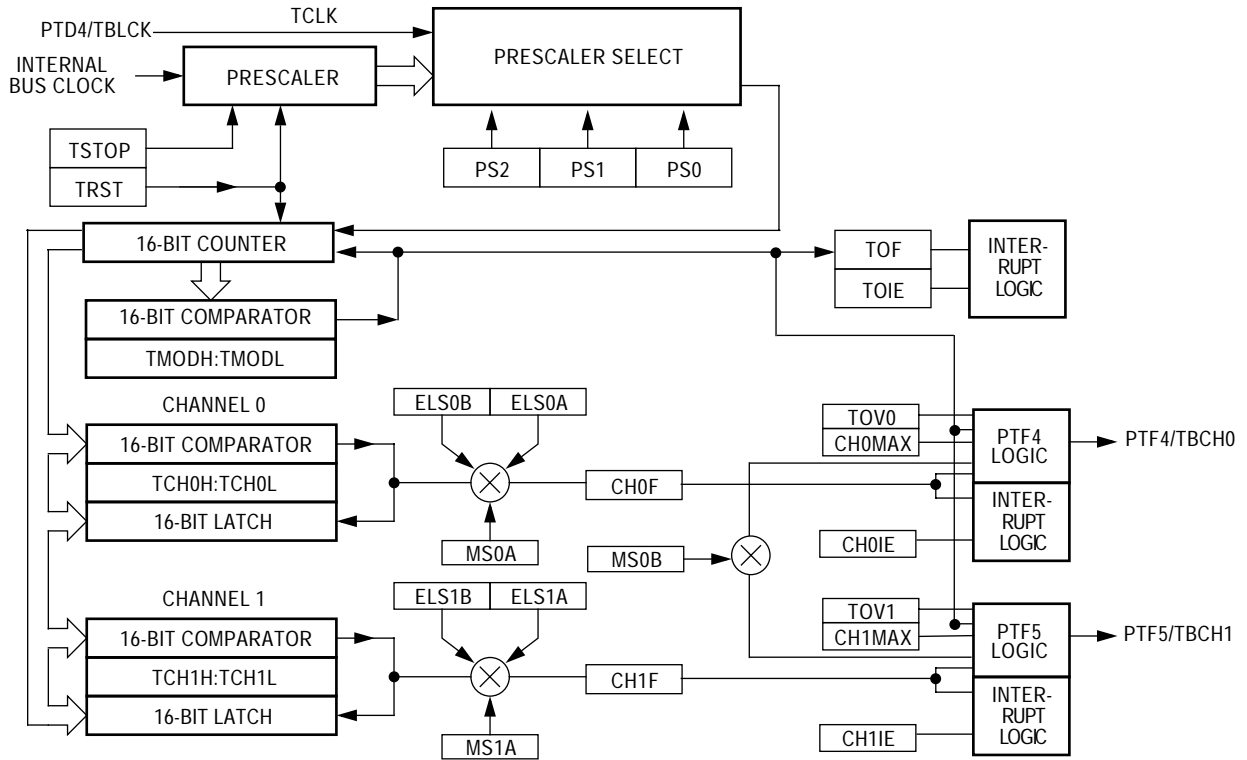 TCLK
PTD4/TBLCK
PRESCALER SELECT
INTERNAL
BUS CLOCK
PRESCALER
TSTOP
TRST
PS2
PS1
PS0
16-BIT COUNTER
TOF
TOIE
INTER-
RUPT
LOGIC
16-BIT COMPARATOR
TMODH:TMODL
CHANNEL 0
ELS0B
ELS0A
16-BIT COMPARATOR
TCH0H:TCH0L
16-BIT LATCH
MS0A
CH0F
TOV0
CH0MAX
PTF4
LOGIC
PTF4/TBCH0
INTER-
RUPT
LOGIC
CH0IE
MS0B
CHANNEL 1
ELS1B
ELS1A
16-BIT COMPARATOR
TCH1H:TCH1L
16-BIT LATCH
MS1A
CH1F
TOV1
CH1MAX
PTF5
LOGIC
PTF5/TBCH1
INTER-
RUPT
LOGIC
CH1IE